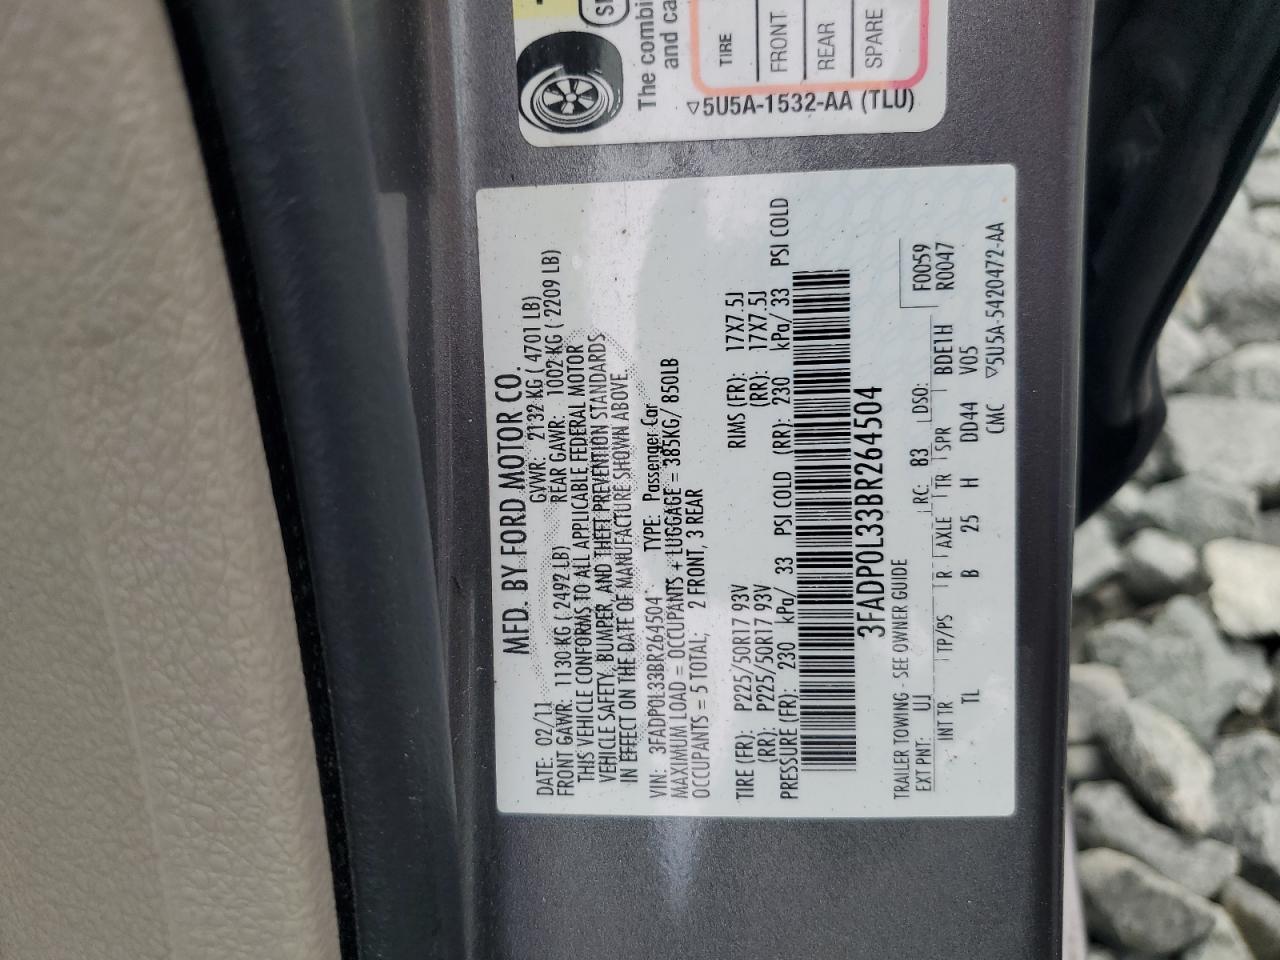 MFD. BY FORD MOTOR CO.
DATE: 02/11 GVWR: 2132 KG ( 4701 LB)
FRONT GAWR: 1130 KG ( 2492 LB) REAR GAWR: 1002 KG ( 2209 LB)
THIS VEHICLE CONFORMS TO ALL APPLICABLE FEDERAL MOTOR
VEHICLE SAFETY, BUMPER, AND THEFT PREVENTION STANDARDS
IN EFFECT ON THE DATE OF MANUFACTURE SHOWN ABOVE.
VIN: 3FADP0L33BR264504 TYPE: Passenger Car
MAXIMUM LOAD = OCCUPANTS + LUGGAGE = 385KG/ 850LB
OCCUPANTS = 5 TOTAL; 2 FRONT, 3 REAR
TIRE (FR): P225/50R17 93V RIMS (FR): 17X7.5J
(RR): P225/50R17 93V (RR): 17X7.5J
PRESSURE (FR): 230 kPa/ 33 PSI COLD (RR): 230 kPa/ 33 PSI COLD
3FADP0L33BR264504
TRAILER TOWING - SEE OWNER GUIDE
F0059
EXT PNT: UJ RC: 83 DSO: R0047
INT TR TP/PS R AXLE TR SPR BDE1H
TL B 25 H DD44 V05
CMC ▽5U5A-5420472-AA
The combi
and ca
TIRE
FRONT
REAR
SPARE
▽5U5A-1532-AA (TLU)